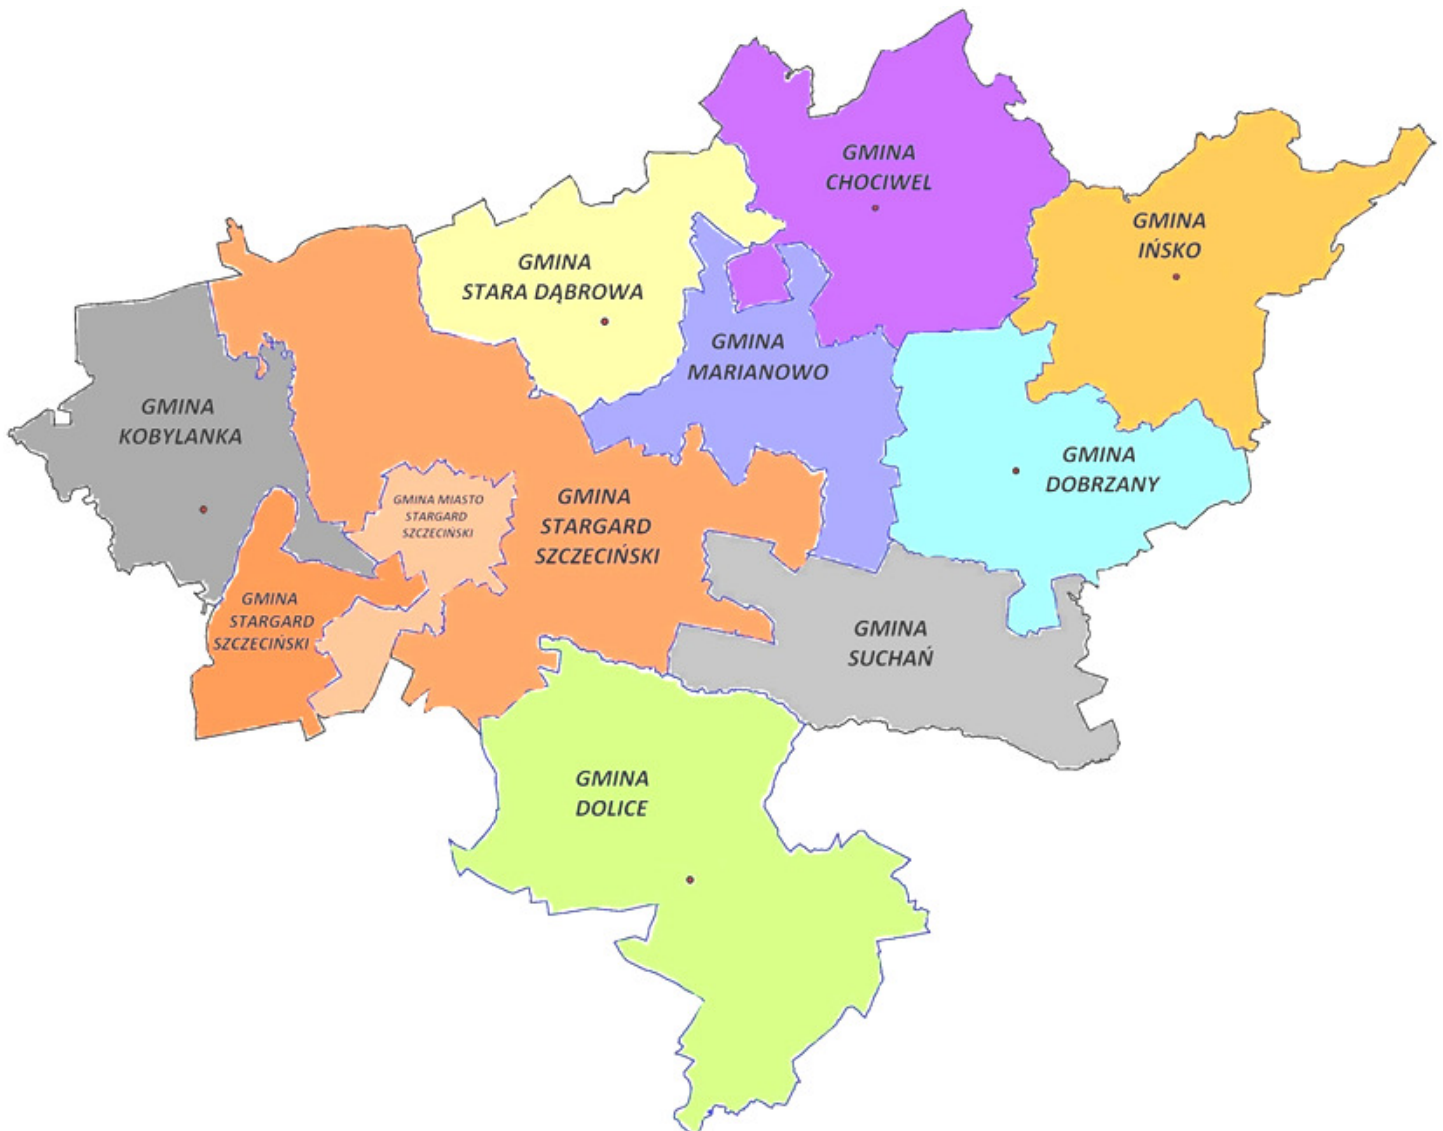 GMINA
CHOCIWEL
GMINA
IŃSKO
GMINA
STARA DĄBROWA
GMINA
MARIANOWO
GMINA
KOBYLANKA
GMINA
DOBRZANY
GMINA MIASTO
STARGARD
SZCZECIŃSKI
GMINA
STARGARD
SZCZECIŃSKI
GMINA
STARGARD
SZCZECIŃSKI
GMINA
SUCHAŃ
GMINA
DOLICE